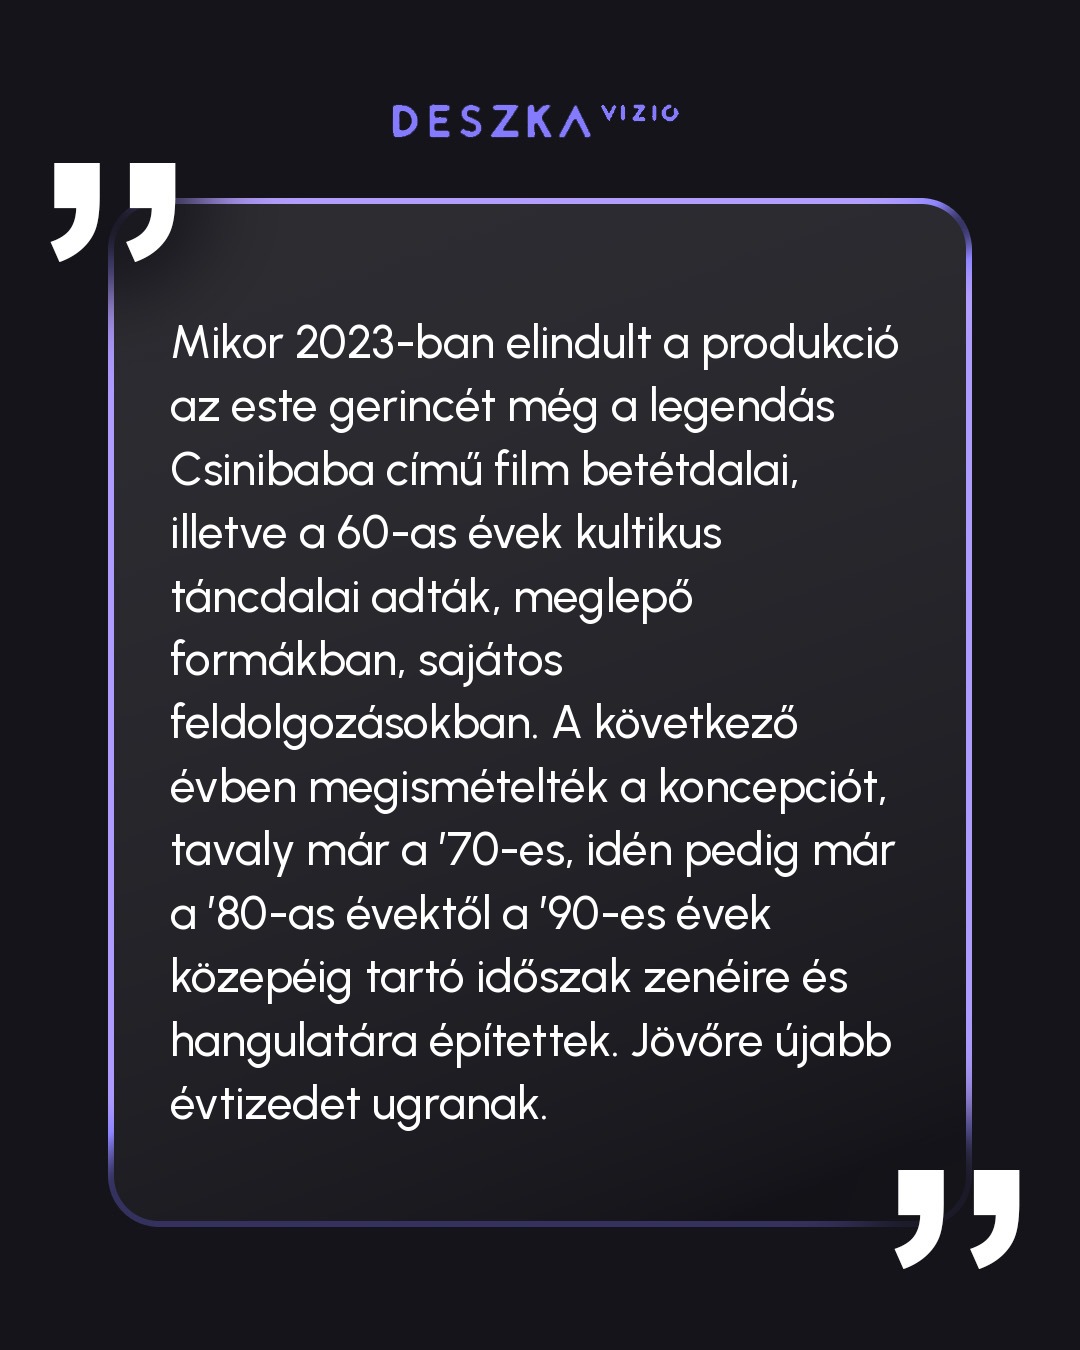 DESZKA VIZIO
"
Mikor 2023-ban elindult a produkció
az este gerincét még a legendás
Csinibaba című film betétdalai,
illetve a 60-as évek kultikus
táncdalai adták, meglepő
formákban, sajátos
feldolgozásokban. A következő
évben megismételték a koncepciót,
tavaly már a '70-es, idén pedig már
a '80-as évektől a '90-es évek
közepéig tartó időszak zenéire és
hangulatára építettek. Jövőre újabb
évtizedet ugranak.
"